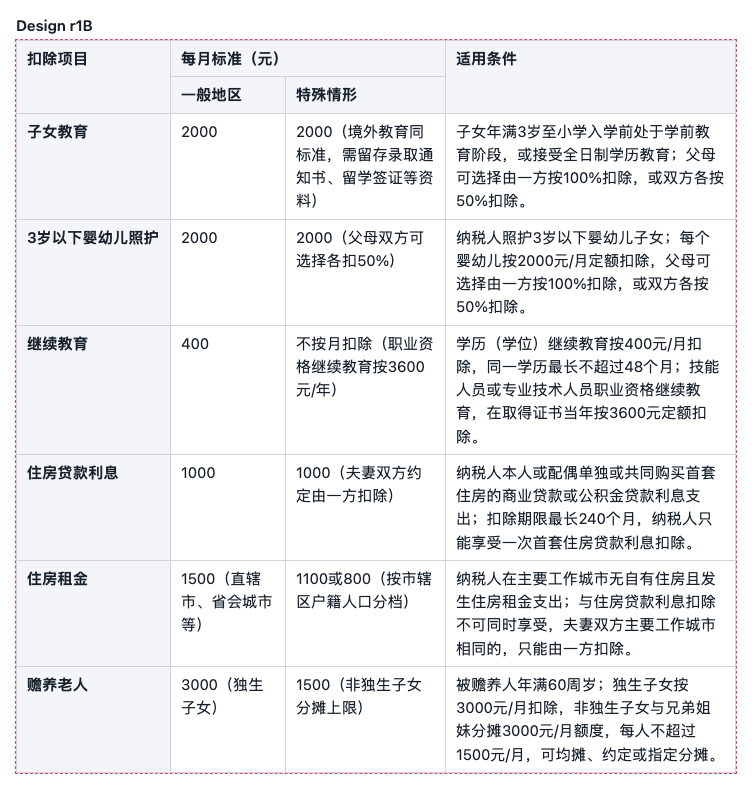 Design r1B
扣除项目
每月标准（元）
适用条件
一般地区
特殊情形
子女教育
2000
2000（境外教育同
标准，需留存录取通
知书、留学签证等资
料）
子女年满3岁至小学入学前处于学前教
育阶段，或接受全日制学历教育；父母
可选择由一方按100%扣除，或双方各按
50%扣除。
3岁以下婴幼儿照护
2000
2000（父母双方可
选择各扣50%）
纳税人照护3岁以下婴幼儿子女；每个
婴幼儿按2000元/月定额扣除，父母可
选择由一方按100%扣除，或双方各按
50%扣除。
继续教育
400
不按月扣除（职业资
格继续教育按3600
元/年）
学历（学位）继续教育按400元/月扣
除，同一学历最长不超过48个月；技能
人员或专业技术人员职业资格继续教
育，在取得证书当年按3600元定额扣
除。
住房贷款利息
1000
1000（夫妻双方约
定由一方扣除）
纳税人本人或配偶单独或共同购买首套
住房的商业贷款或公积金贷款利息支
出；扣除期限最长240个月，纳税人只
能享受一次首套住房贷款利息扣除。
住房租金
1500（直辖
市、省会城市
等）
1100或800（按市辖
区户籍人口分档）
纳税人在主要工作城市无自有住房且发
生住房租金支出；与住房贷款利息扣除
不可同时享受，夫妻双方主要工作城市
相同的，只能由一方扣除。
赡养老人
3000（独生
子女）
1500（非独生子女
分摊上限）
被赡养人年满60周岁；独生子女按
3000元/月扣除，非独生子女与兄弟姐
妹分摊3000元/月额度，每人不超过
1500元/月，可均摊、约定或指定分摊。